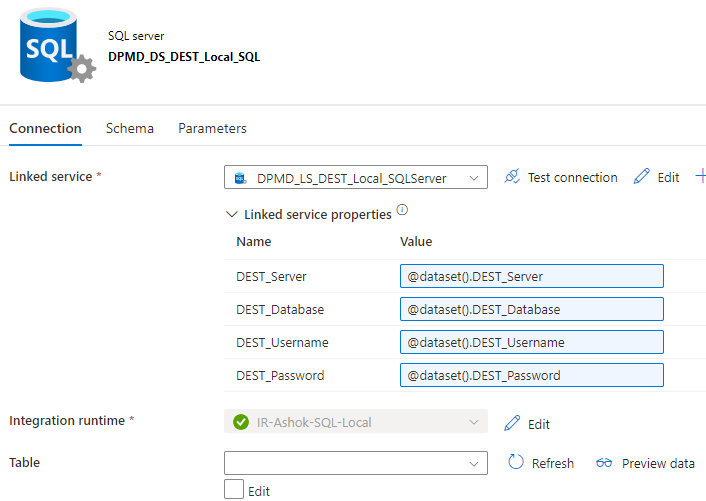 SQL
SQL server
DPMD_DS_DEST_Local_SQL
Connection Schema Parameters
Linked service * SQL DPMD_LS_DEST_Local_SQLServer Test connection Edit
Linked service properties
Name Value
DEST_Server @dataset().DEST_Server
DEST_Database @dataset().DEST_Database
DEST_Username @dataset().DEST_Username
DEST_Password @dataset().DEST_Password
Integration runtime * IR-Ashok-SQL-Local Edit
Table Refresh Preview data
Edit